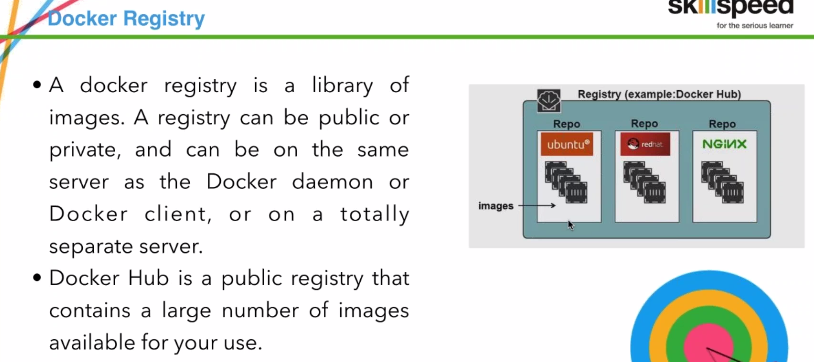 Docker Registry
skillspeed
for the serious learner
• A docker registry is a library of
images. A registry can be public or
private, and can be on the same
server as the Docker daemon or
Docker client, or on a totally
separate server.
• Docker Hub is a public registry that
contains a large number of images
available for your use.
Registry (example:Docker Hub)
Repo Repo Repo
ubuntu® redhat NGINX
images